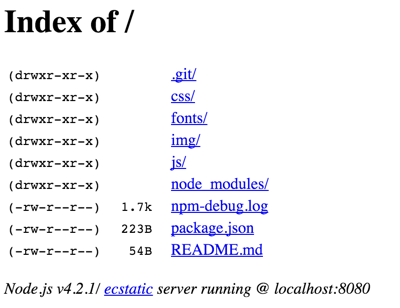 Index of /
(drwxr-xr-x) .git/
(drwxr-xr-x) css/
(drwxr-xr-x) fonts/
(drwxr-xr-x) img/
(drwxr-xr-x) js/
(drwxr-xr-x) node_modules/
(-rw-r--r--) 1.7k npm-debug.log
(-rw-r--r--) 223B package.json
(-rw-r--r--) 54B README.md
Node.js v4.2.1/ ecstatic server running @ localhost:8080